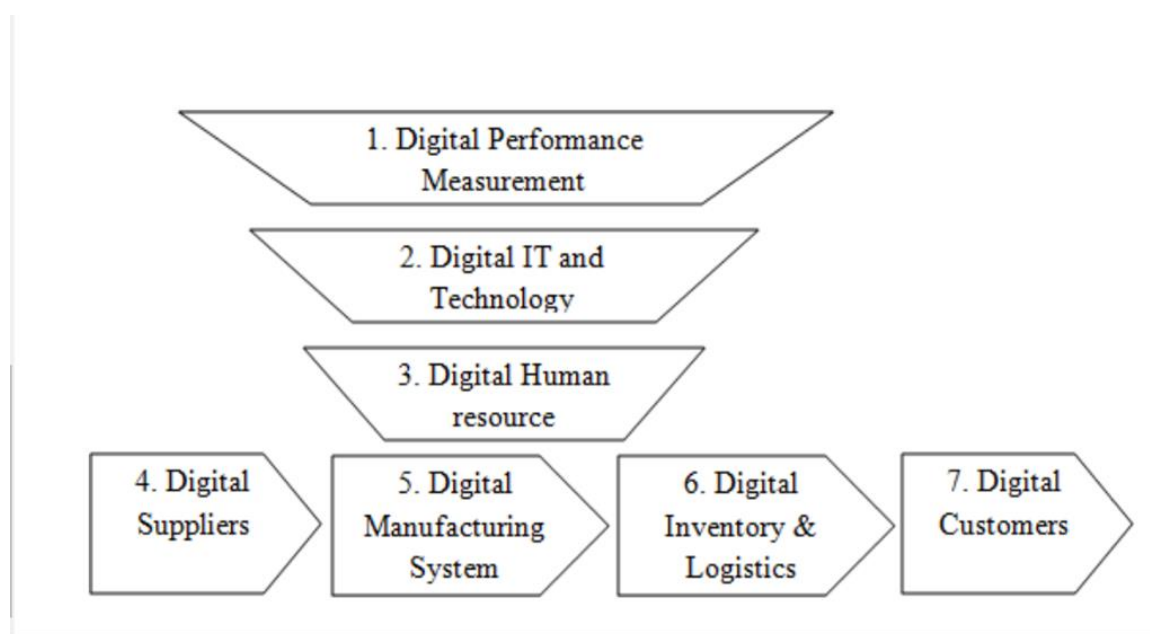 1. Digital Performance
Measurement
2. Digital IT and
Technology
3. Digital Human
resource
4. Digital
Suppliers
5. Digital
Manufacturing
System
6. Digital
Inventory &
Logistics
7. Digital
Customers